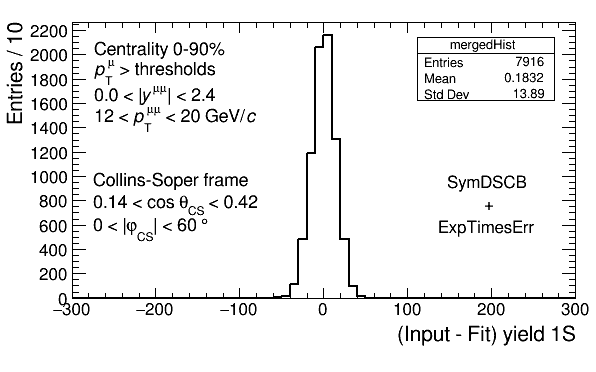 Entries / 10
2200
2000
1800
1600
1400
1200
1000
800
600
400
200
0
−300 −200 −100 0 100 200 300
(Input - Fit) yield 1S
Centrality 0-90%
p_T^μ > thresholds
0.0 < |y^μμ| < 2.4
12 < p_T^μμ < 20 GeV/c
Collins-Soper frame
0.14 < cos θ_CS < 0.42
0 < |φ_CS| < 60 °
mergedHist
Entries 7916
Mean 0.1832
Std Dev 13.89
SymDSCB
+
ExpTimesErr